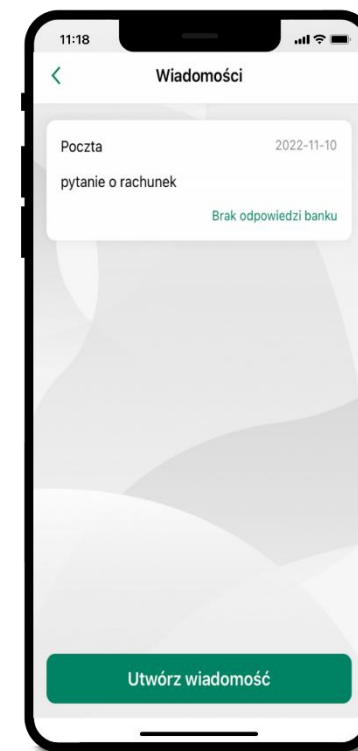 11:18
Wiadomości
Poczta 2022-11-10
pytanie o rachunek
Brak odpowiedzi banku
Utwórz wiadomość